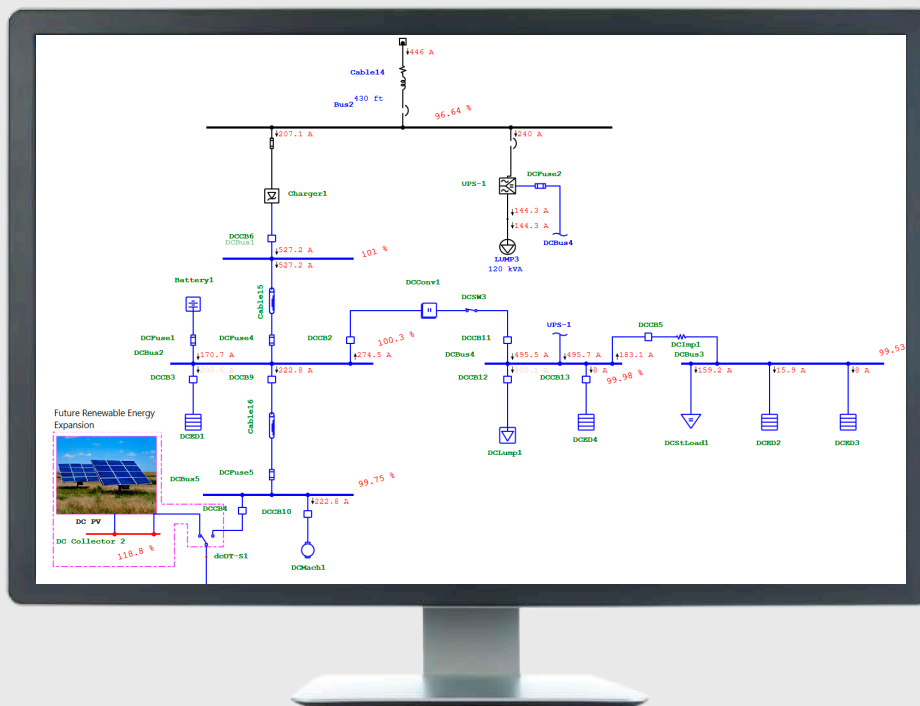 446 A
Cable14
430 ft
Bus2
96.64 %
207.1 A
240 A
UPS-1
DCFuse2
Charger1
144.3 A
144.3 A
DCCB6
DCBus1
DCBus4
527.2 A
101 %
LUMP3
527.2 A
120 kVA
Battery1
DCConv1
Cable15
DCSW3
DCFuse1
DCFuse4
DCCB2
100.3 %
DCCB11
UPS-1
DCCB5
DCImp1
DCBus2
DCBus4
DCBus3
99.53
170.7 A
274.5 A
495.5 A
495.7 A
183.1 A
222.8 A
8 A
159.2 A
15.9 A
8 A
DCCB3
DCCB9
DCCB12
DCCB13
99.98 %
Cable16
Future Renewable Energy
Expansion
DCED1
DCLump1
DCED4
DCStLoad1
DCED2
DCED3
DCBus5
DCFuse5
99.75 %
222.8 A
DCCB4
DCCB10
DC PV
DC Collector 2
118.8 %
dcDT-S1
DCMach1